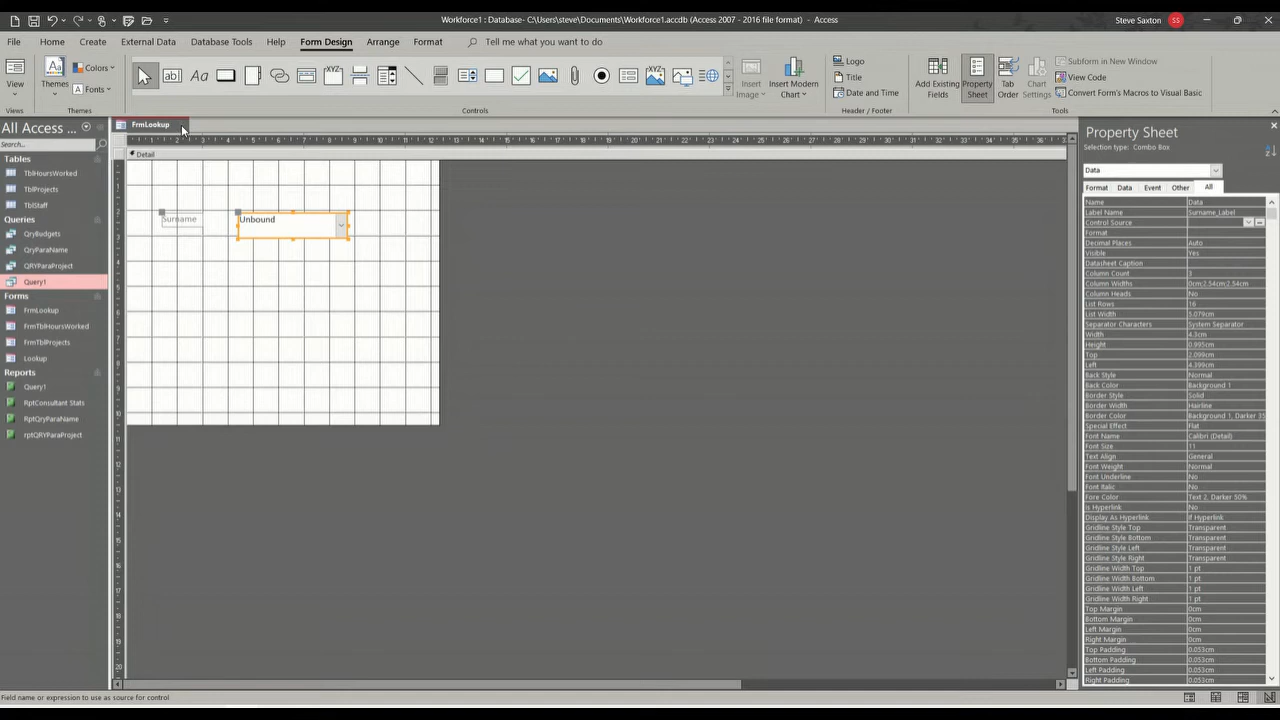 Workforce1 : Database- C:\Users\steve\Documents\Workforce1.accdb (Access 2007 - 2016 file format) - Access
Steve Saxton
SS
File Home Create External Data Database Tools Help Form Design Arrange Format Tell me what you want to do
View
Views
Themes
Colors
Fonts
Themes
Controls
Insert Image
Insert Modern Chart
Logo
Title
Date and Time
Header / Footer
Add Existing Fields
Property Sheet
Tab Order
Chart Settings
Subform in New Window
View Code
Convert Form's Macros to Visual Basic
Tools
All Access ...
Search...
Tables
TblHoursWorked
TblProjects
TblStaff
Queries
QryBudgets
QryParaName
QRYParaProject
Query1
Forms
FrmLookup
FrmTblHoursWorked
FrmTblProjects
Lookup
Reports
Query1
RptConsultant Stats
RptQryParaName
rptQRYParaProject
FrmLookup
Detail
Surname
Unbound
Property Sheet
Selection type: Combo Box
Data
Format Data Event Other All
Name Data
Label Name Surname_Label
Control Source
Format
Decimal Places Auto
Visible Yes
Datasheet Caption
Column Count 3
Column Widths 0cm;2.54cm;2.54cm
Column Heads No
List Rows 16
List Width 5.079cm
Separator Characters System Separator
Width 4.3cm
Height 0.995cm
Top 2.099cm
Left 4.399cm
Back Style Normal
Back Color Background 1
Border Style Solid
Border Width Hairline
Border Color Background 1, Darker 35
Special Effect Flat
Font Name Calibri (Detail)
Font Size 11
Text Align General
Font Weight Normal
Font Underline No
Font Italic No
Fore Color Text 2, Darker 50%
Is Hyperlink No
Display As Hyperlink If Hyperlink
Gridline Style Top Transparent
Gridline Style Bottom Transparent
Gridline Style Left Transparent
Gridline Style Right Transparent
Gridline Width Top 1 pt
Gridline Width Bottom 1 pt
Gridline Width Left 1 pt
Gridline Width Right 1 pt
Top Margin 0cm
Bottom Margin 0cm
Left Margin 0cm
Right Margin 0cm
Top Padding 0.053cm
Bottom Padding 0.053cm
Left Padding 0.053cm
Right Padding 0.053cm
Field name or expression to use as source for control